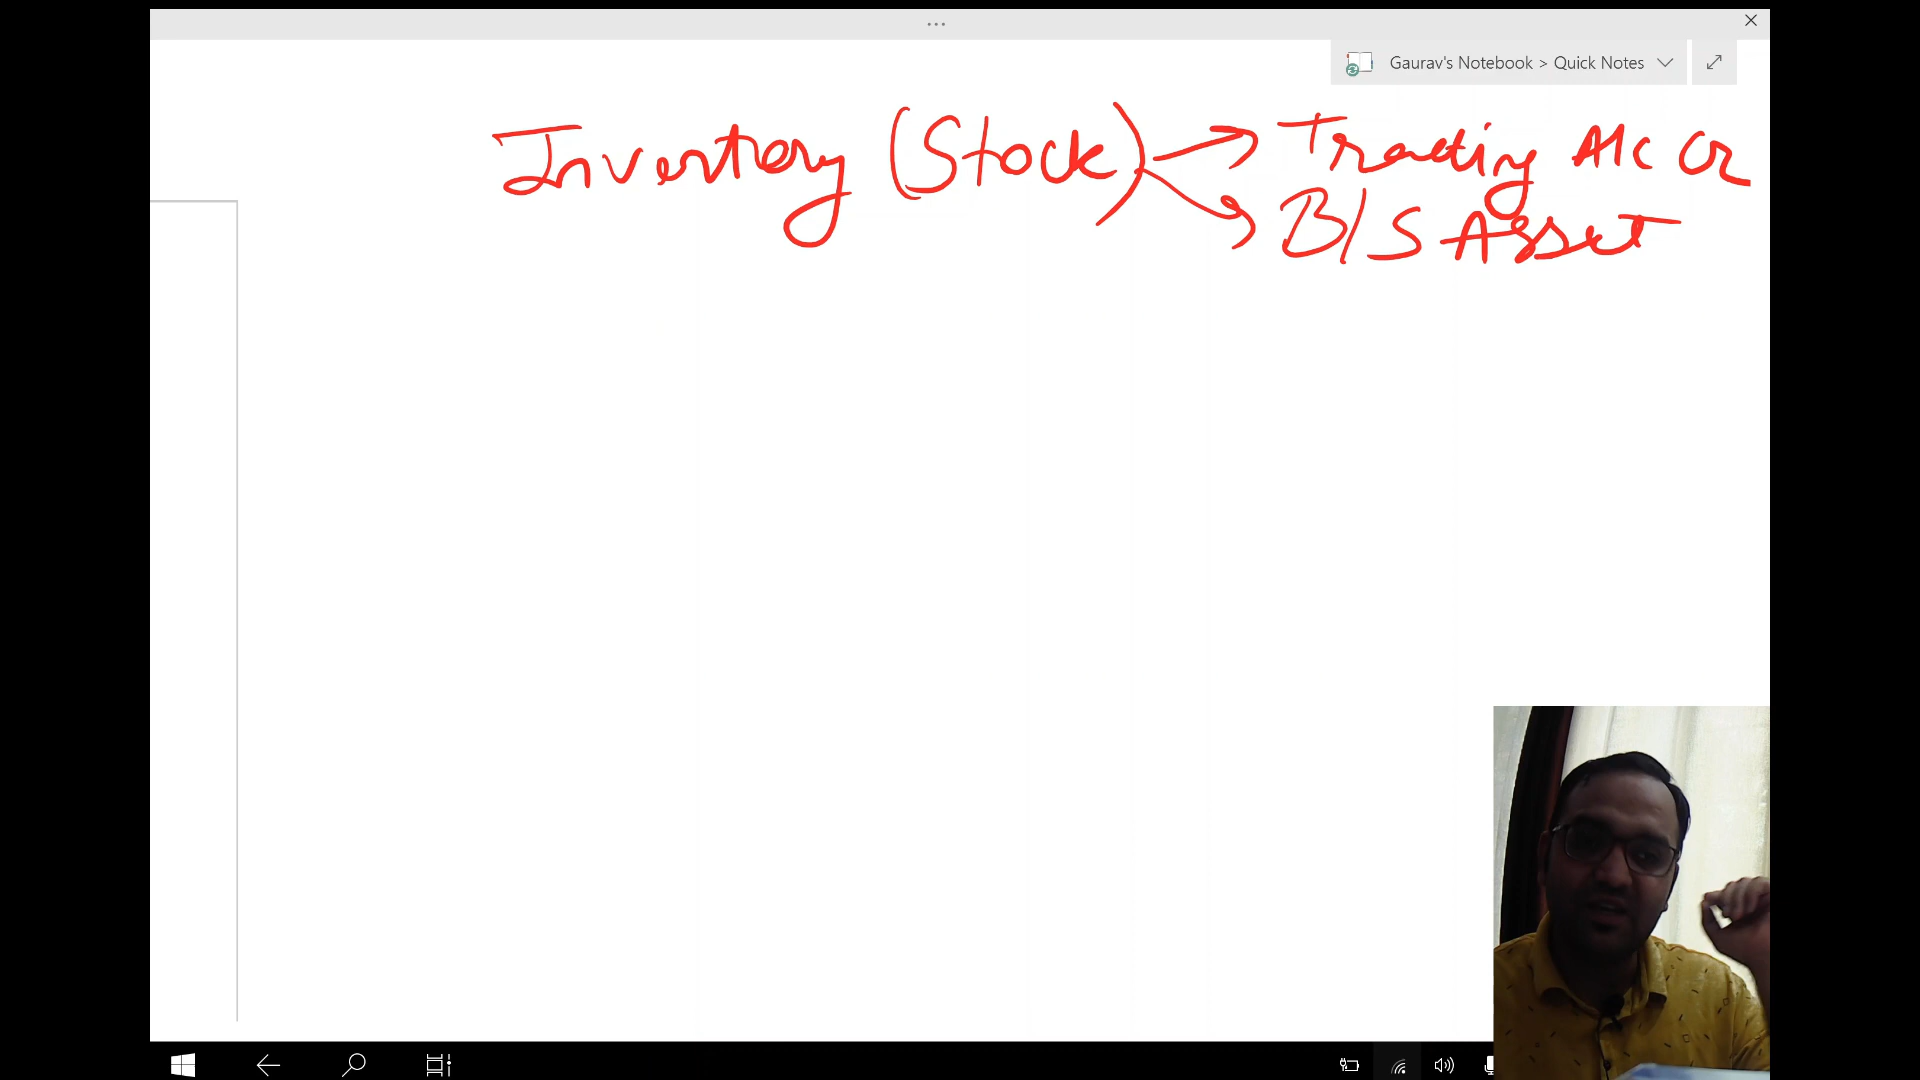 Gaurav's Notebook > Quick Notes
Inventory (Stock) → Trading A/c Cr
B/S Asset